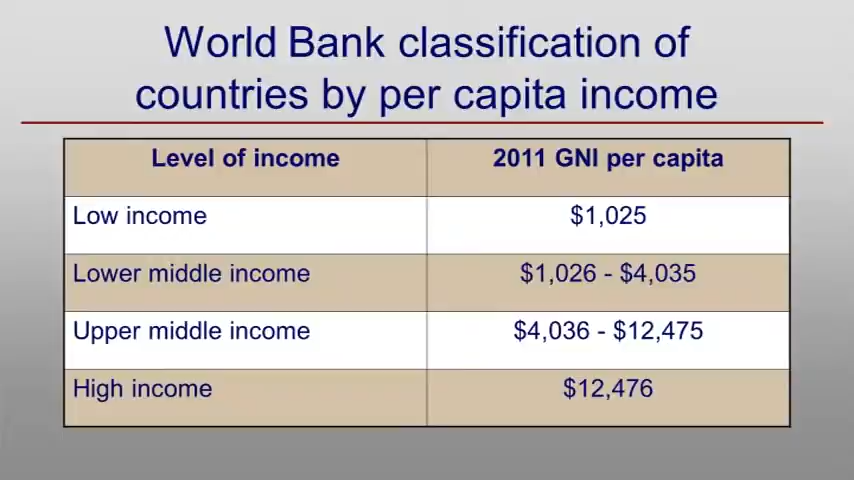 World Bank classification of
countries by per capita income
Level of income 2011 GNI per capita
Low income $1,025
Lower middle income $1,026 - $4,035
Upper middle income $4,036 - $12,475
High income $12,476